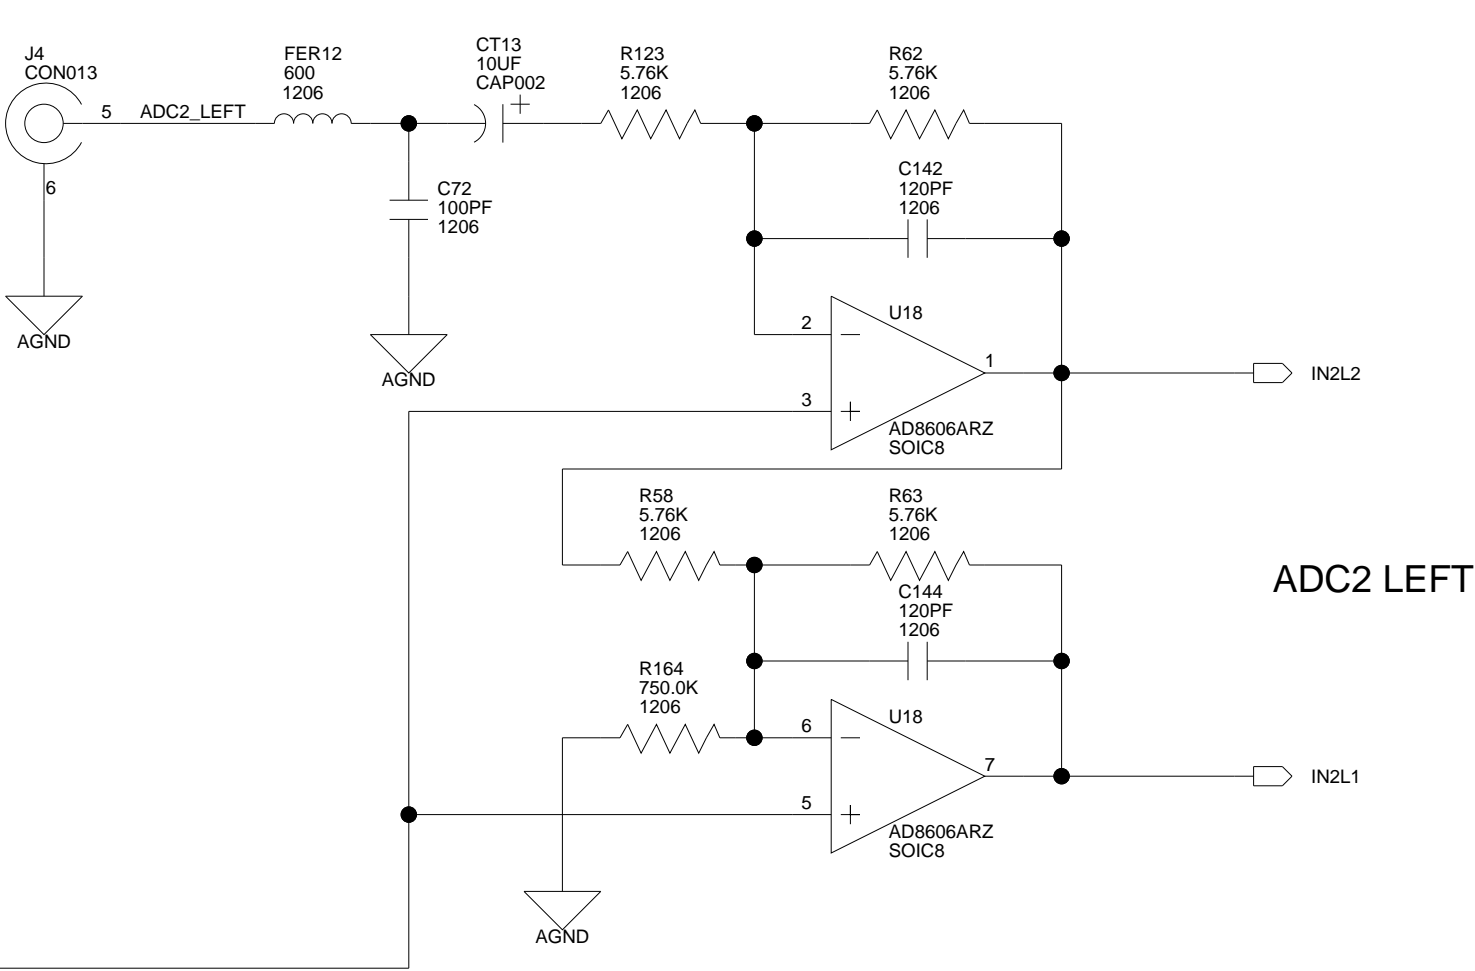 J4
CON013
5
ADC2_LEFT
6
AGND
FER12
600
1206
C72
100PF
1206
AGND
CT13
10UF
CAP002
+
R123
5.76K
1206
R62
5.76K
1206
C142
120PF
1206
U18
2
−
3
+
1
AD8606ARZ
SOIC8
IN2L2
R58
5.76K
1206
R63
5.76K
1206
C144
120PF
1206
ADC2 LEFT
R164
750.0K
1206
U18
6
−
5
+
7
AD8606ARZ
SOIC8
IN2L1
AGND